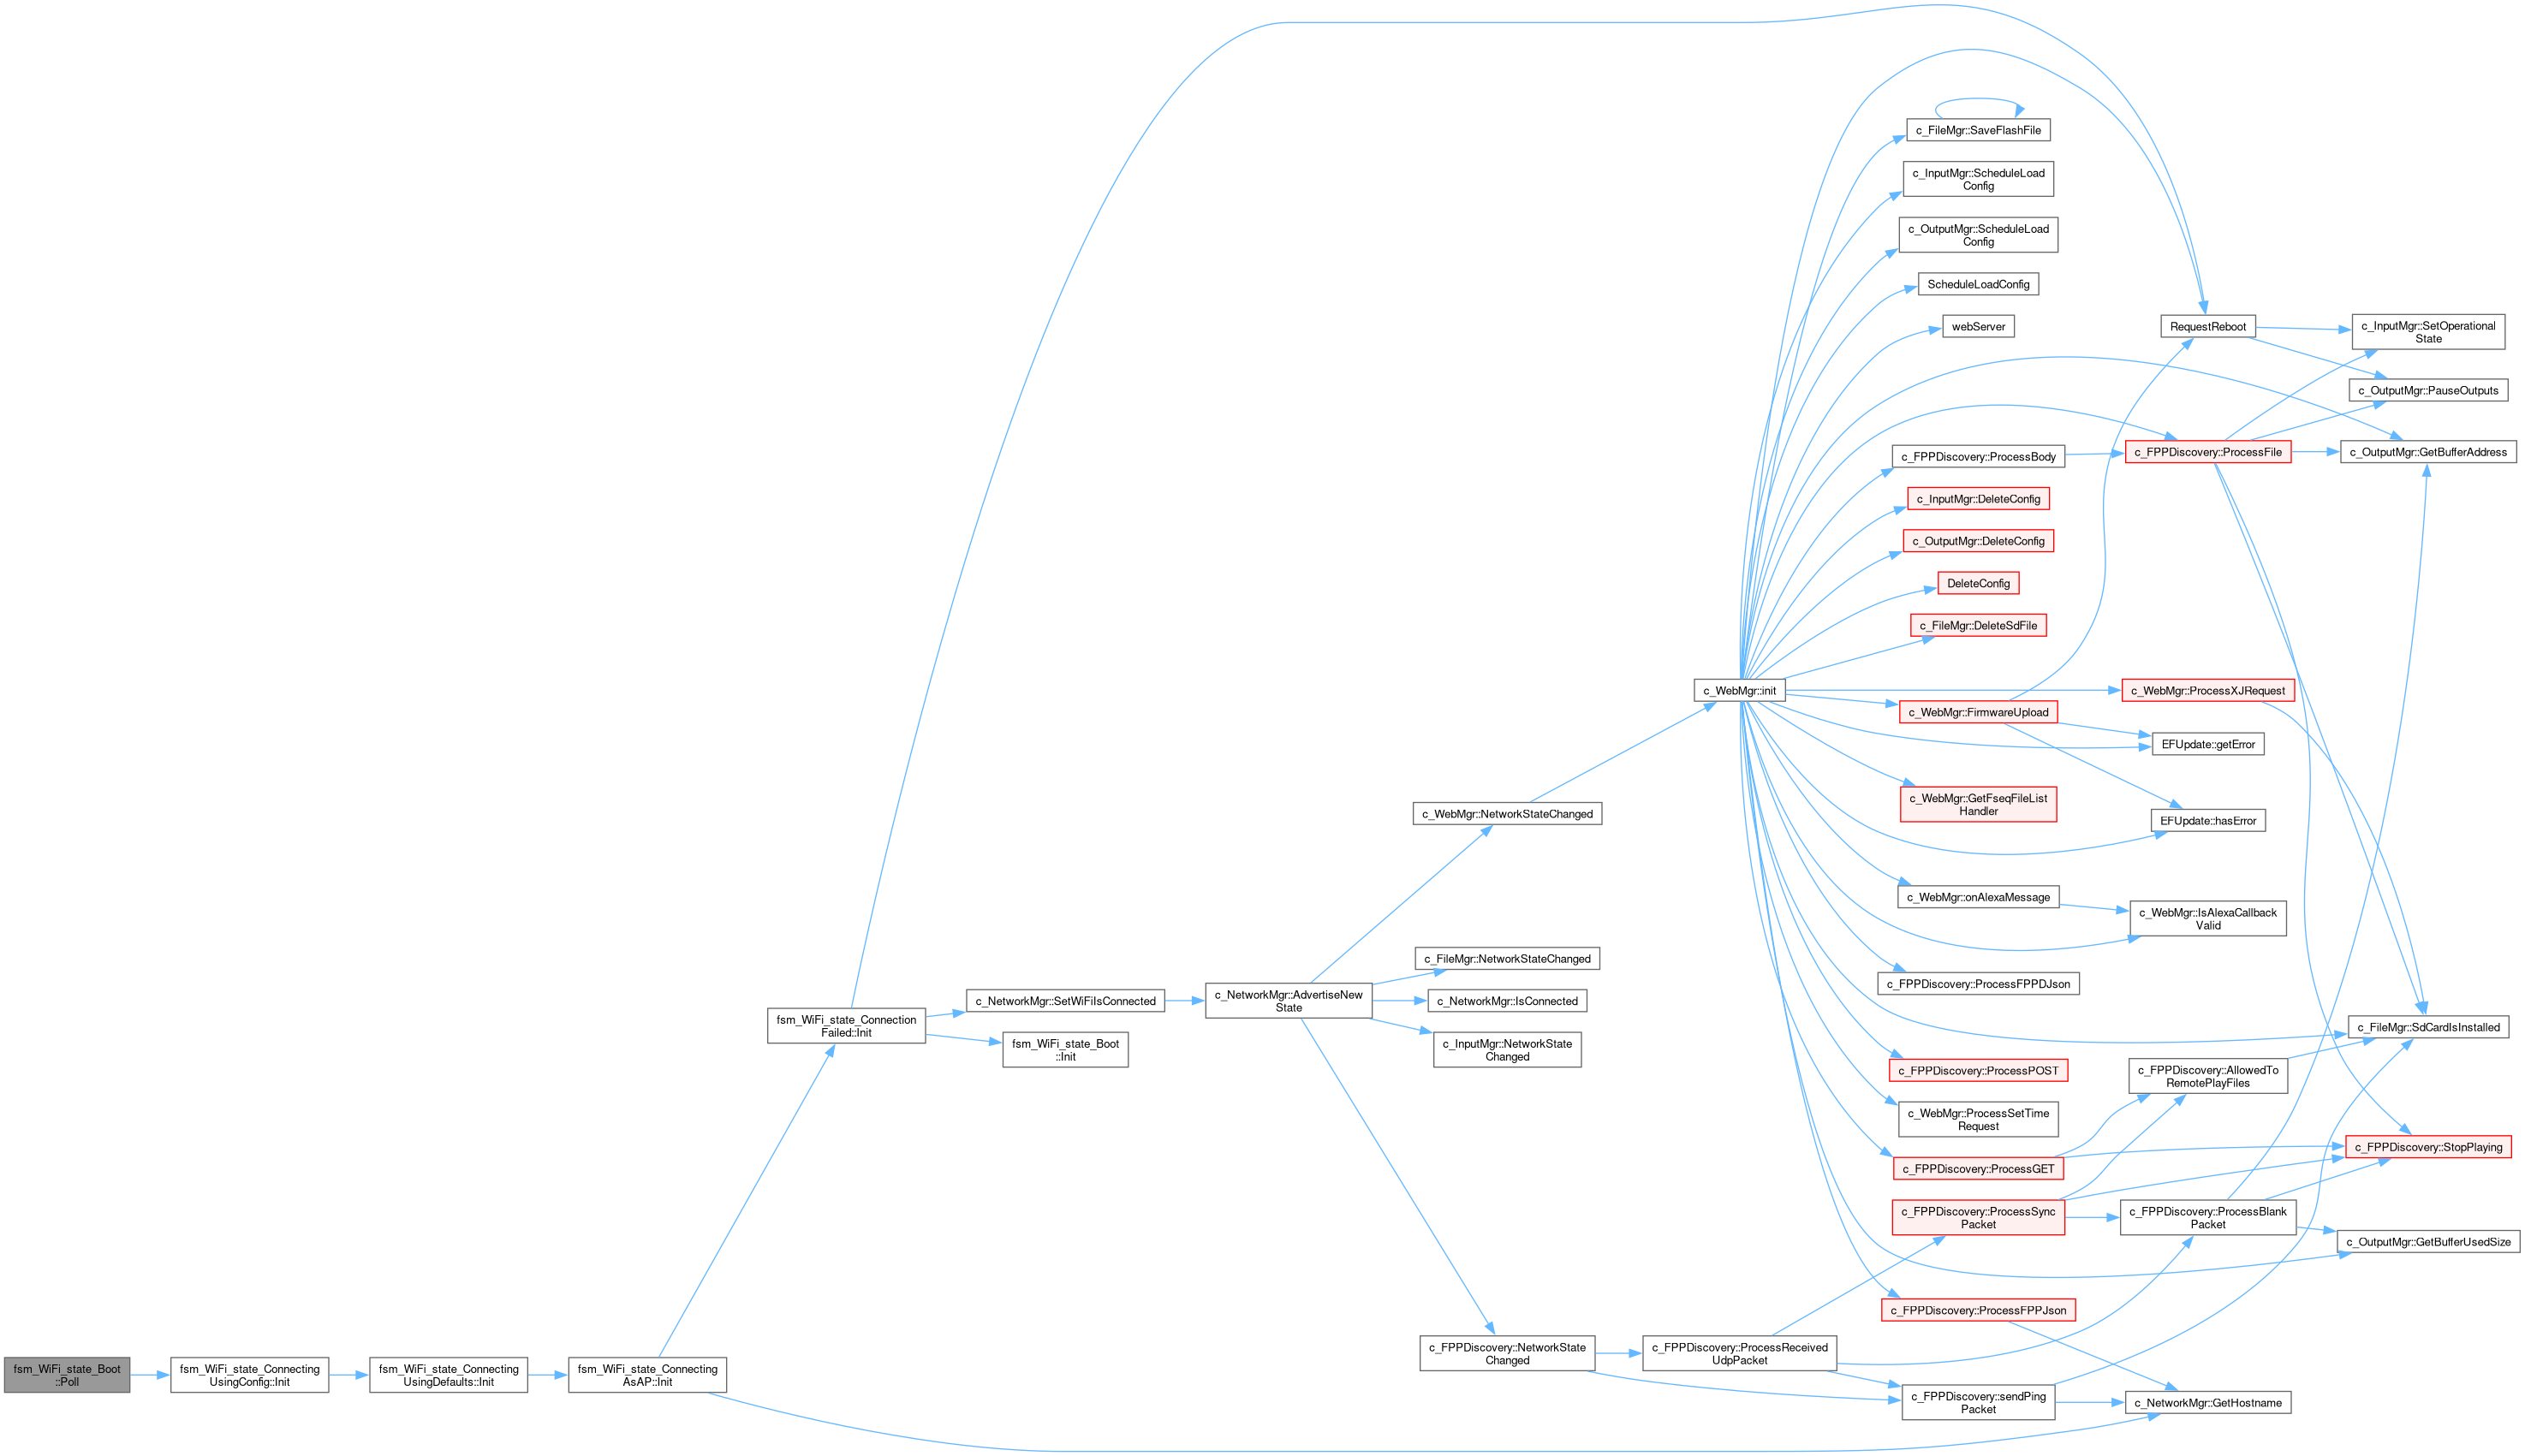 fsm_WiFi_state_Boot
::Poll
fsm_WiFi_state_Connecting
UsingConfig::Init
fsm_WiFi_state_Connecting
UsingDefaults::Init
fsm_WiFi_state_Connecting
AsAP::Init
fsm_WiFi_state_Connection
Failed::Init
c_NetworkMgr::SetWiFiIsConnected
fsm_WiFi_state_Boot
::Init
c_NetworkMgr::AdvertiseNew
State
c_WebMgr::NetworkStateChanged
c_FileMgr::NetworkStateChanged
c_NetworkMgr::IsConnected
c_InputMgr::NetworkState
Changed
c_FPPDiscovery::NetworkState
Changed
c_WebMgr::init
c_FPPDiscovery::ProcessReceived
UdpPacket
c_FileMgr::SaveFlashFile
c_InputMgr::ScheduleLoad
Config
c_OutputMgr::ScheduleLoad
Config
ScheduleLoadConfig
webServer
c_FPPDiscovery::ProcessBody
c_InputMgr::DeleteConfig
c_OutputMgr::DeleteConfig
DeleteConfig
c_FileMgr::DeleteSdFile
c_WebMgr::FirmwareUpload
c_WebMgr::GetFseqFileList
Handler
c_WebMgr::onAlexaMessage
c_FPPDiscovery::ProcessFPPDJson
c_FPPDiscovery::ProcessPOST
c_WebMgr::ProcessSetTime
Request
c_FPPDiscovery::ProcessGET
c_FPPDiscovery::ProcessSync
Packet
c_FPPDiscovery::ProcessFPPJson
c_FPPDiscovery::sendPing
Packet
RequestReboot
c_FPPDiscovery::ProcessFile
c_WebMgr::ProcessXJRequest
EFUpdate::getError
EFUpdate::hasError
c_WebMgr::IsAlexaCallback
Valid
c_FPPDiscovery::AllowedTo
RemotePlayFiles
c_FPPDiscovery::ProcessBlank
Packet
c_NetworkMgr::GetHostname
c_InputMgr::SetOperational
State
c_OutputMgr::PauseOutputs
c_OutputMgr::GetBufferAddress
c_FileMgr::SdCardIsInstalled
c_FPPDiscovery::StopPlaying
c_OutputMgr::GetBufferUsedSize